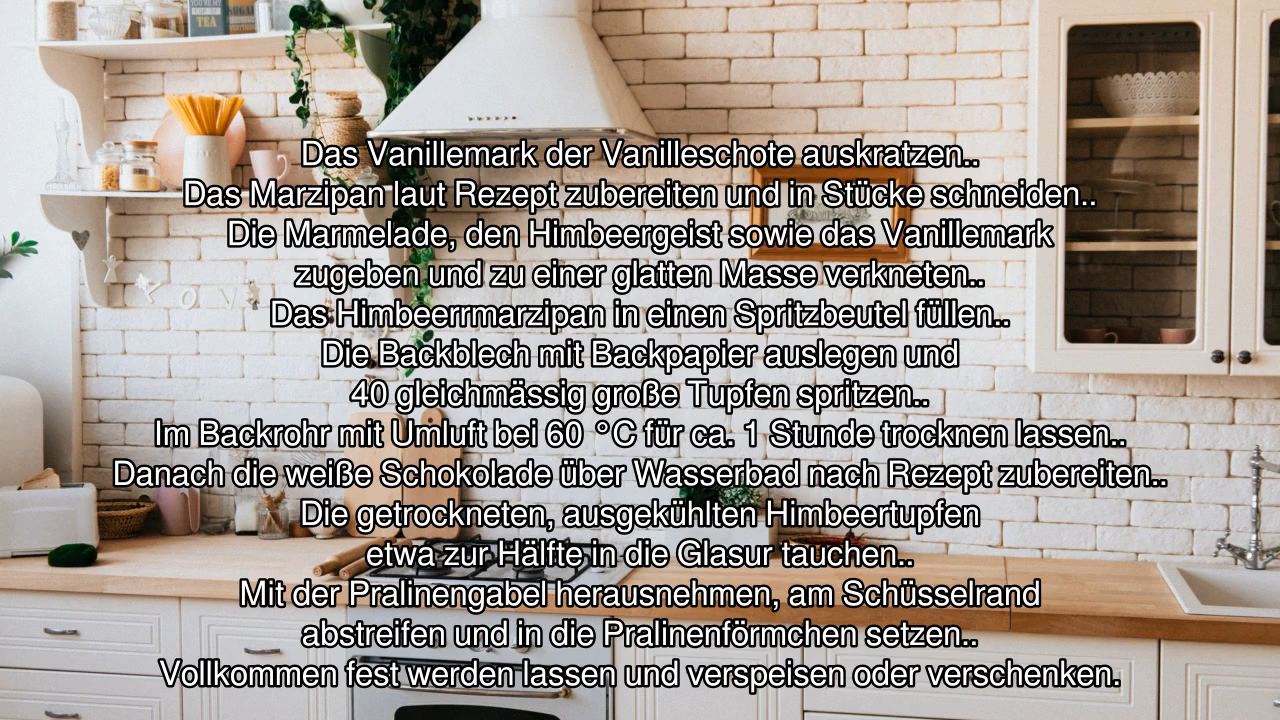 YOU'RE MY
TEA
Das Vanillemark der Vanilleschote auskratzen..
Das Marzipan laut Rezept zubereiten und in Stücke schneiden..
Die Marmelade, den Himbeergeist sowie das Vanillemark
zugeben und zu einer glatten Masse verkneten..
Das Himbeerrmarzipan in einen Spritzbeutel füllen..
Die Backblech mit Backpapier auslegen und
40 gleichmässig große Tupfen spritzen..
Im Backrohr mit Umluft bei 60 °C für ca. 1 Stunde trocknen lassen..
Danach die weiße Schokolade über Wasserbad nach Rezept zubereiten..
Die getrockneten, ausgekühlten Himbeertupfen
etwa zur Hälfte in die Glasur tauchen..
Mit der Pralinengabel herausnehmen, am Schüsselrand
abstreifen und in die Pralinenförmchen setzen..
Vollkommen fest werden lassen und verspeisen oder verschenken.